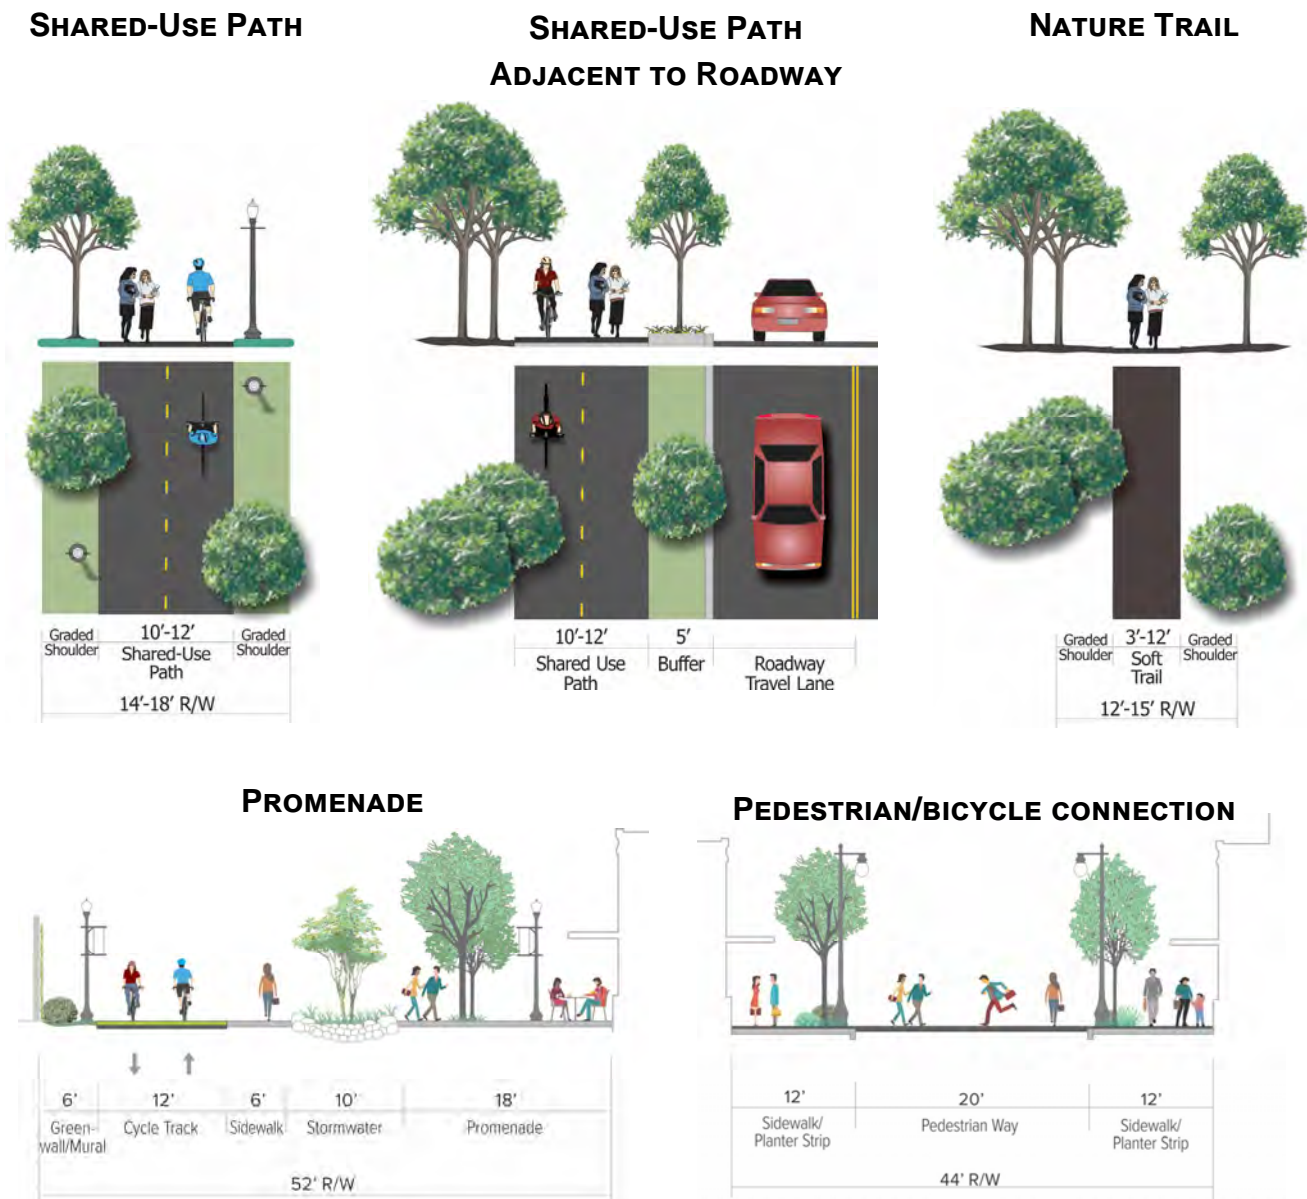 SHARED-USE PATH
Graded
Shoulder
10'-12'
Shared-Use
Path
Graded
Shoulder
14'-18' R/W
SHARED-USE PATH
ADJACENT TO ROADWAY
10'-12'
Shared Use
Path
5'
Buffer
Roadway
Travel Lane
NATURE TRAIL
Graded
Shoulder
3'-12'
Soft
Trail
Graded
Shoulder
12'-15' R/W
PROMENADE
6'
Green-
wall/Mural
12'
Cycle Track
6'
Sidewalk
10'
Stormwater
18'
Promenade
52' R/W
PEDESTRIAN/BICYCLE CONNECTION
12'
Sidewalk/
Planter Strip
20'
Pedestrian Way
12'
Sidewalk/
Planter Strip
44' R/W